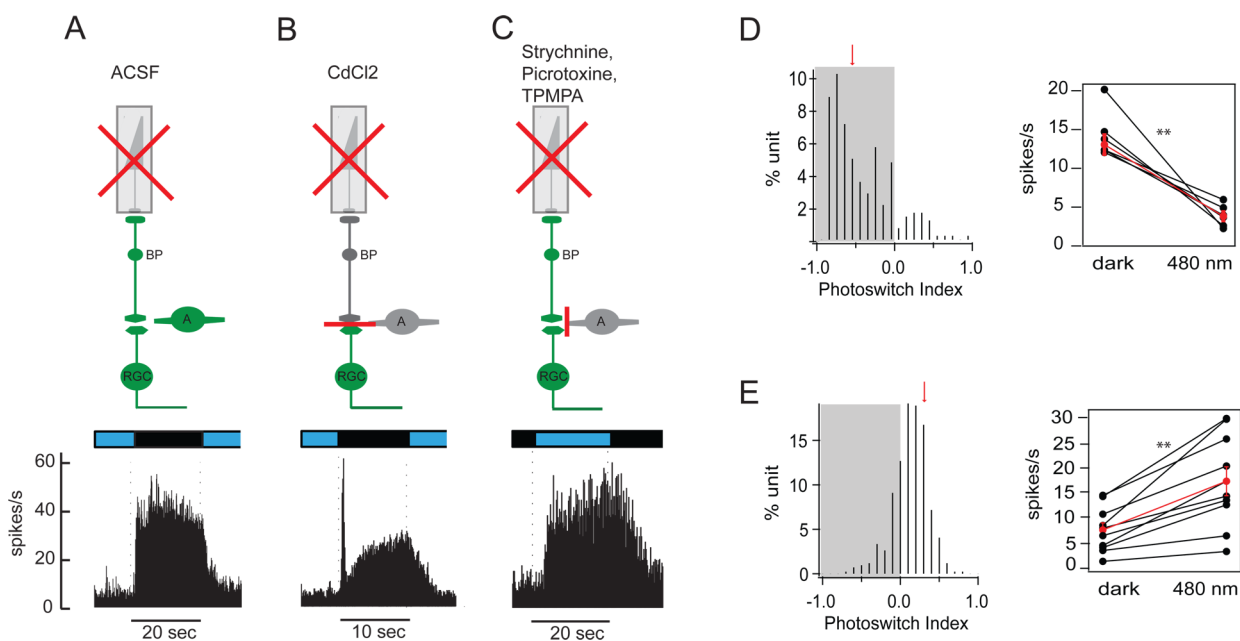 A
ACSF
BP
A
RGC
spikes/s
60
40
20
0
20 sec
B
CdCl2
BP
A
RGC
10 sec
C
Strychnine,
Picrotoxine,
TPMPA
BP
A
RGC
20 sec
D
% unit
10
8
6
4
2
-1.0 0.0 1.0
Photoswitch Index
spikes/s
20
15
10
5
0
**
dark 480 nm
E
% unit
15
10
5
0
-1.0 0.0 1.0
Photoswitch Index
spikes/s
30
25
20
15
10
5
0
**
dark 480 nm